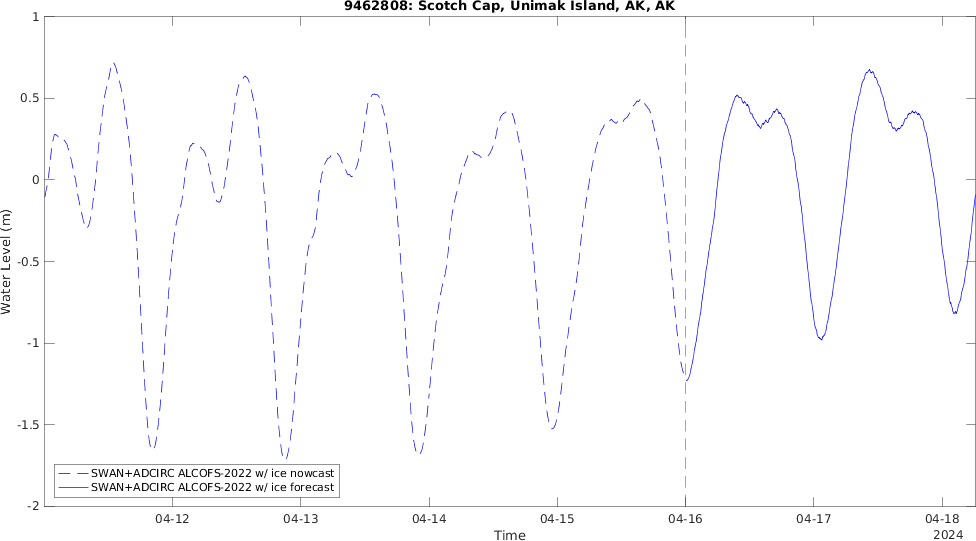 9462808: Scotch Cap, Unimak Island, AK, AK
1
0.5
0
-0.5
-1
-1.5
-2
Water Level (m)
SWAN+ADCIRC ALCOFS-2022 w/ ice nowcast
SWAN+ADCIRC ALCOFS-2022 w/ ice forecast
04-12 04-13 04-14 04-15 04-16 04-17 04-18
Time
2024